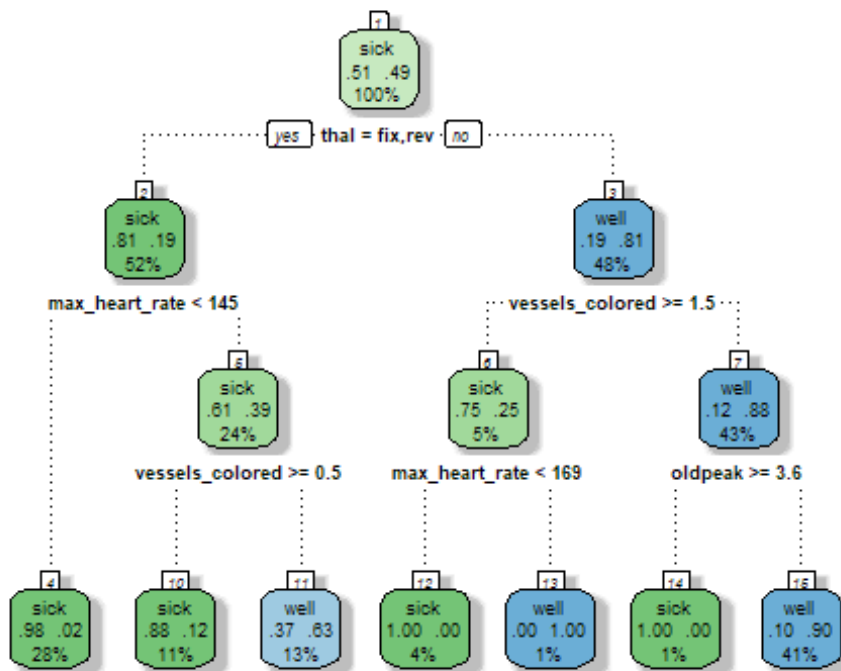 1
sick
.51 .49
100%
yes thal = fix,rev no
2
sick
.81 .19
52%
3
well
.19 .81
48%
max_heart_rate < 145
vessels_colored >= 1.5
5
sick
.61 .39
24%
6
sick
.75 .25
5%
7
well
.12 .88
43%
vessels_colored >= 0.5
max_heart_rate < 169
oldpeak >= 3.6
4
sick
.98 .02
28%
10
sick
.88 .12
11%
11
well
.37 .63
13%
12
sick
1.00 .00
4%
13
well
.00 1.00
1%
14
sick
1.00 .00
1%
15
well
.10 .90
41%